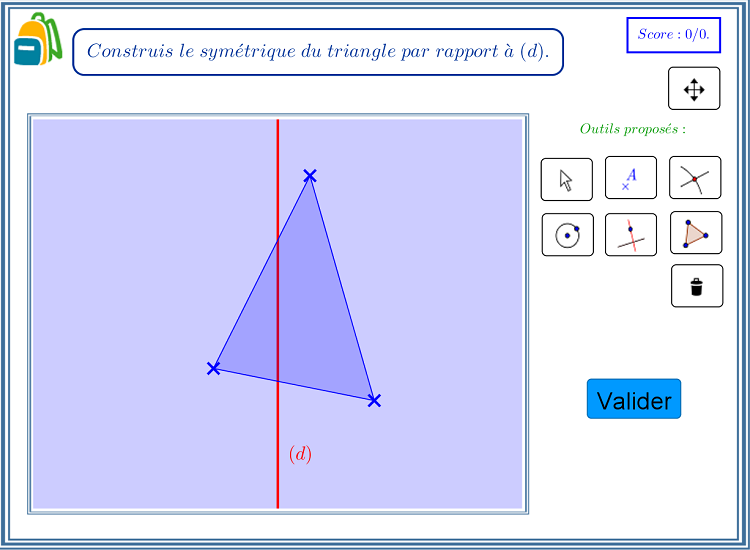 Construis le symétrique du triangle par rapport à (d).
Score : 0/0.
Outils proposés :
A
(d)
Valider